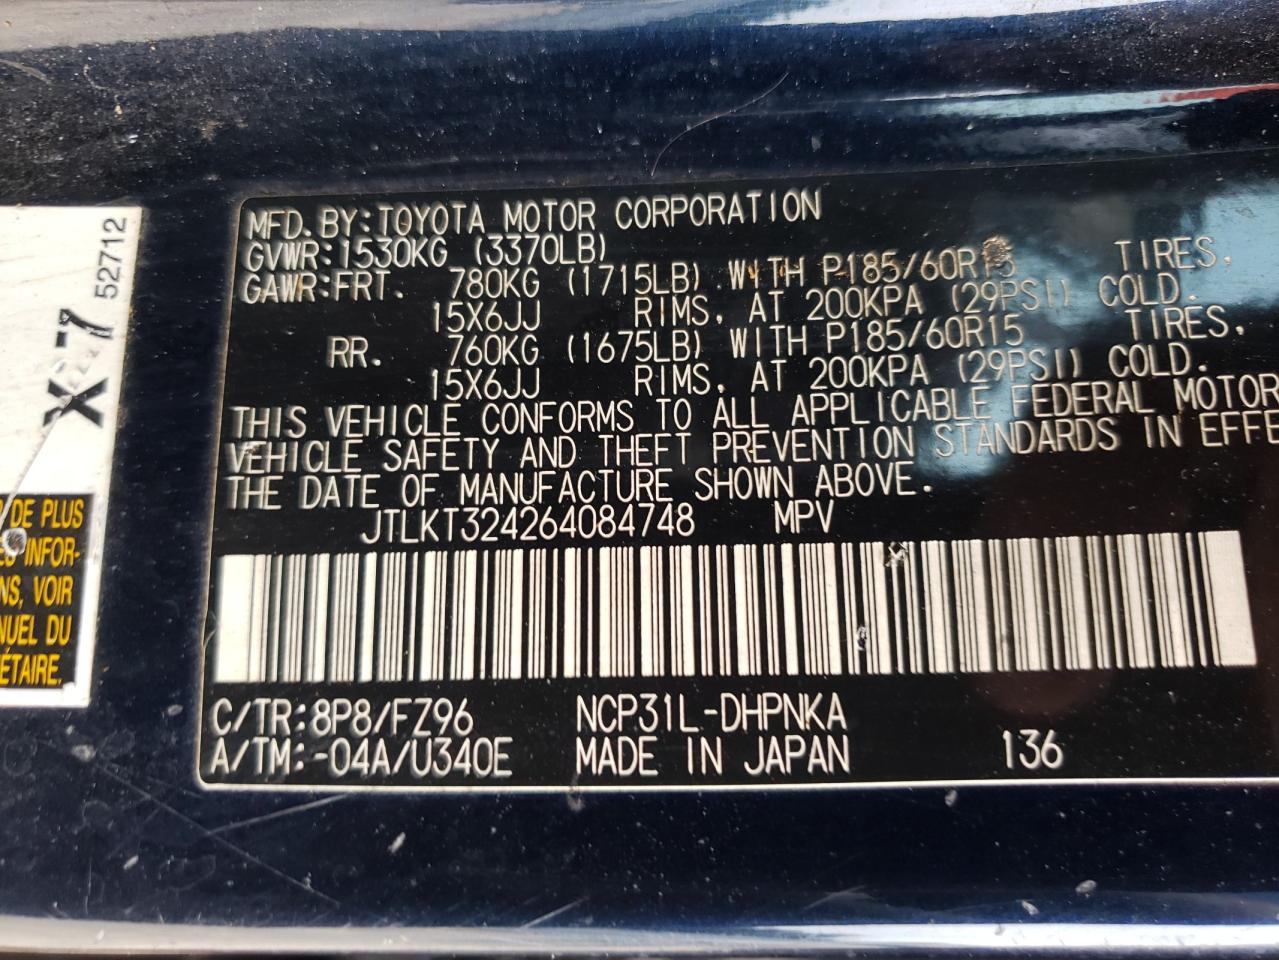 MFD. BY: TOYOTA MOTOR CORPORATION
GVWR: 1530KG (3370LB)
GAWR: FRT. 780KG (1715LB) WITH P185/60R15 TIRES,
15X6JJ RIMS, AT 200KPA (29PSI) COLD.
RR. 760KG (1675LB) WITH P185/60R15 TIRES,
15X6JJ RIMS, AT 200KPA (29PSI) COLD.
THIS VEHICLE CONFORMS TO ALL APPLICABLE FEDERAL MOTOR
VEHICLE SAFETY AND THEFT PREVENTION STANDARDS IN EFFE
THE DATE OF MANUFACTURE SHOWN ABOVE.
JTLKT324264084748 MPV
C/TR: 8P8/FZ96 NCP31L-DHPNKA
A/TM: -04A/U340E MADE IN JAPAN 136
52712
DE PLUS
INFOR-
NS, VOIR
NUEL DU
ÉTAIRE.